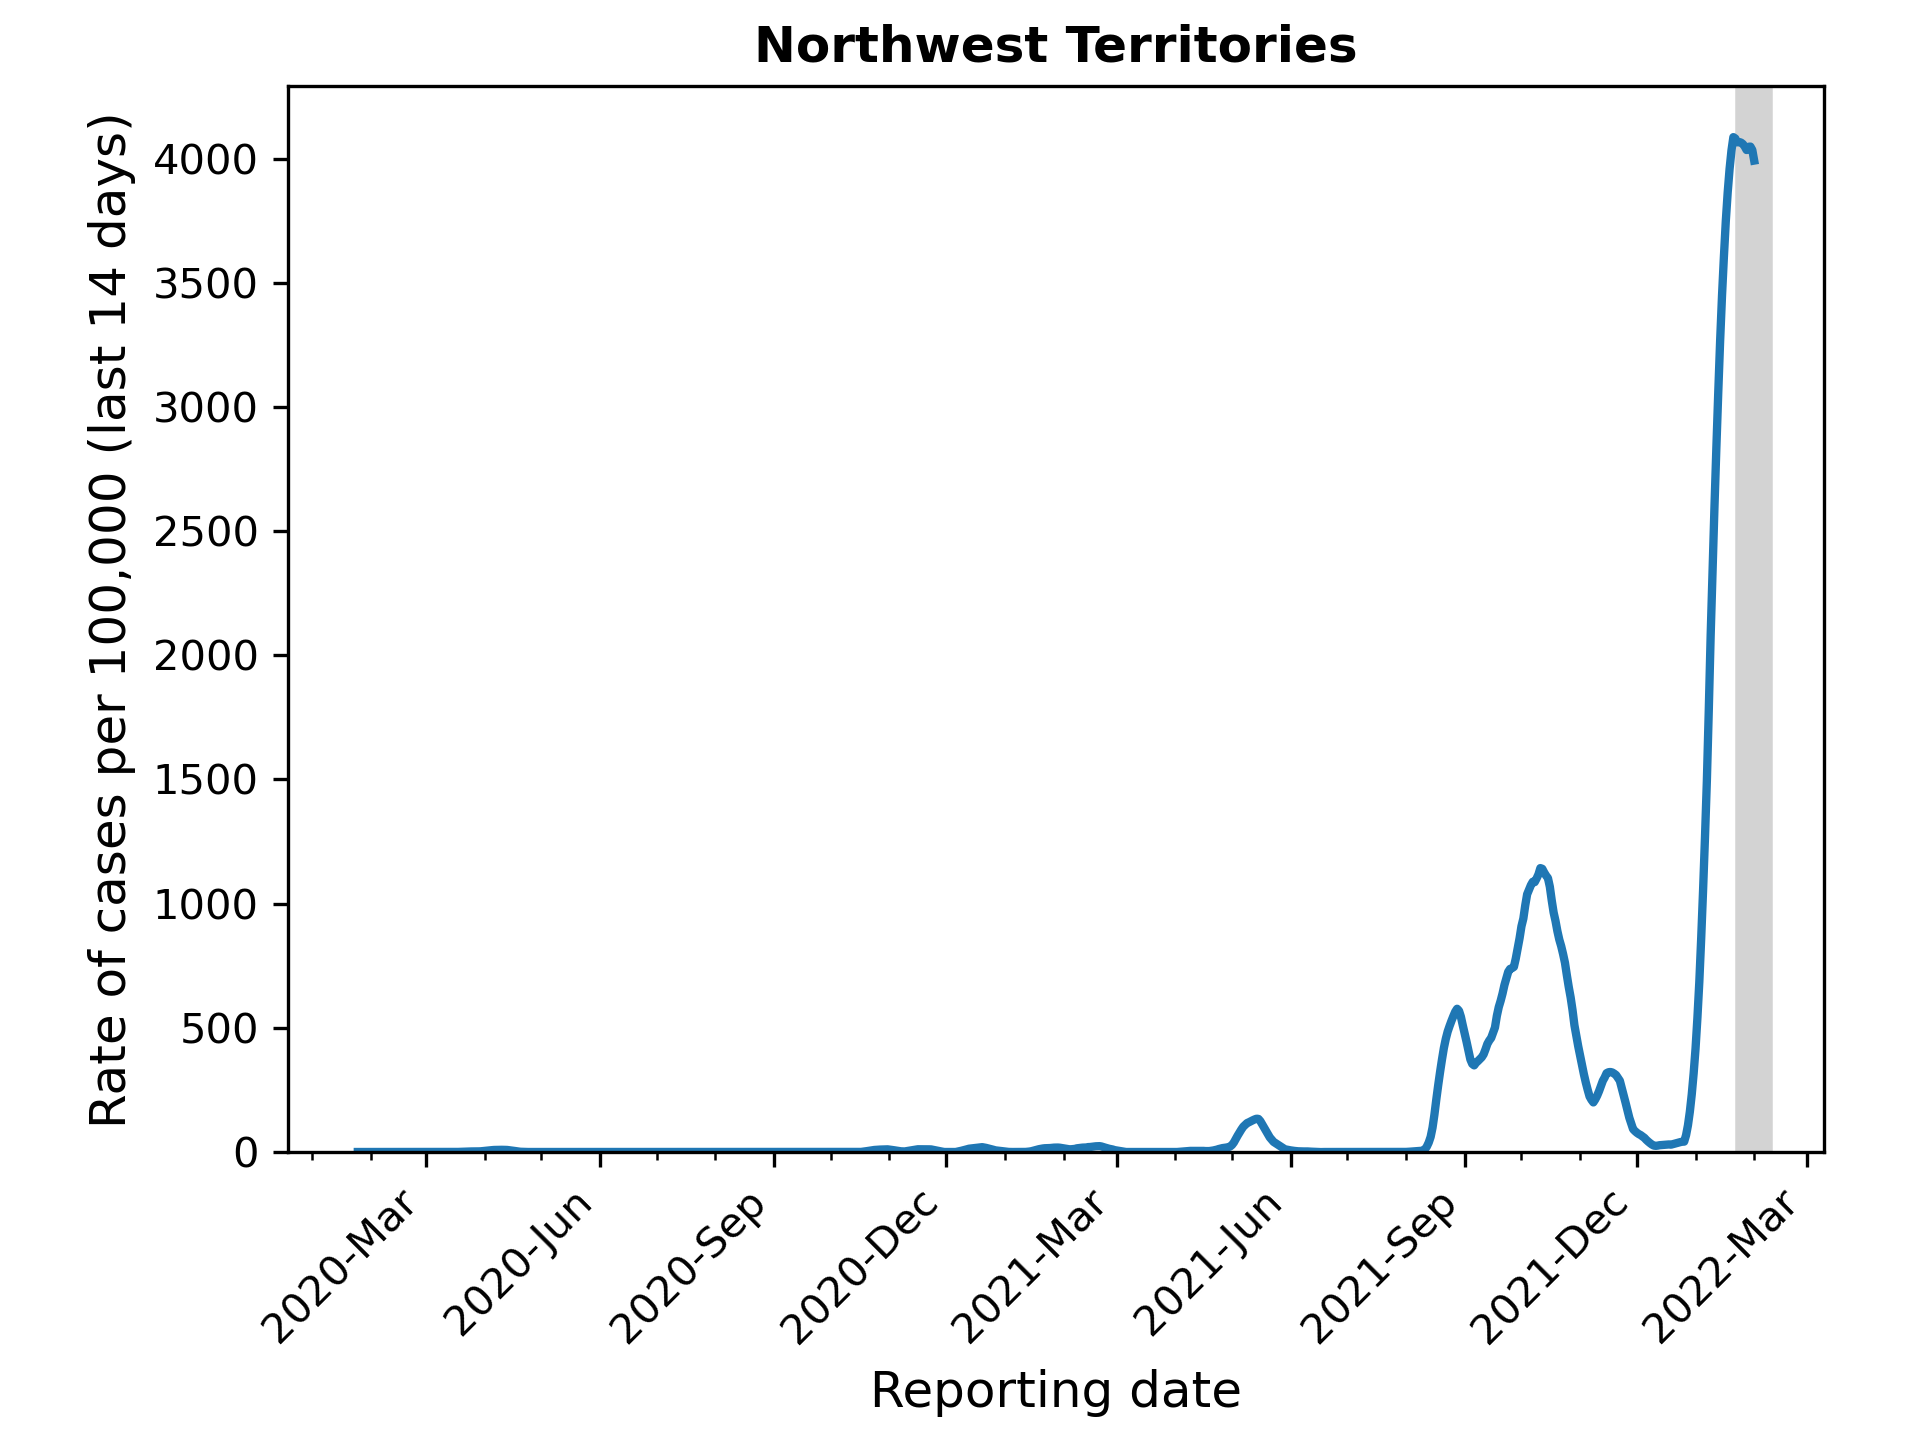 Northwest Territories
Rate of cases per 100,000 (last 14 days)
4000
3500
3000
2500
2000
1500
1000
500
0
2020-Mar
2020-Jun
2020-Sep
2020-Dec
2021-Mar
2021-Jun
2021-Sep
2021-Dec
2022-Mar
Reporting date